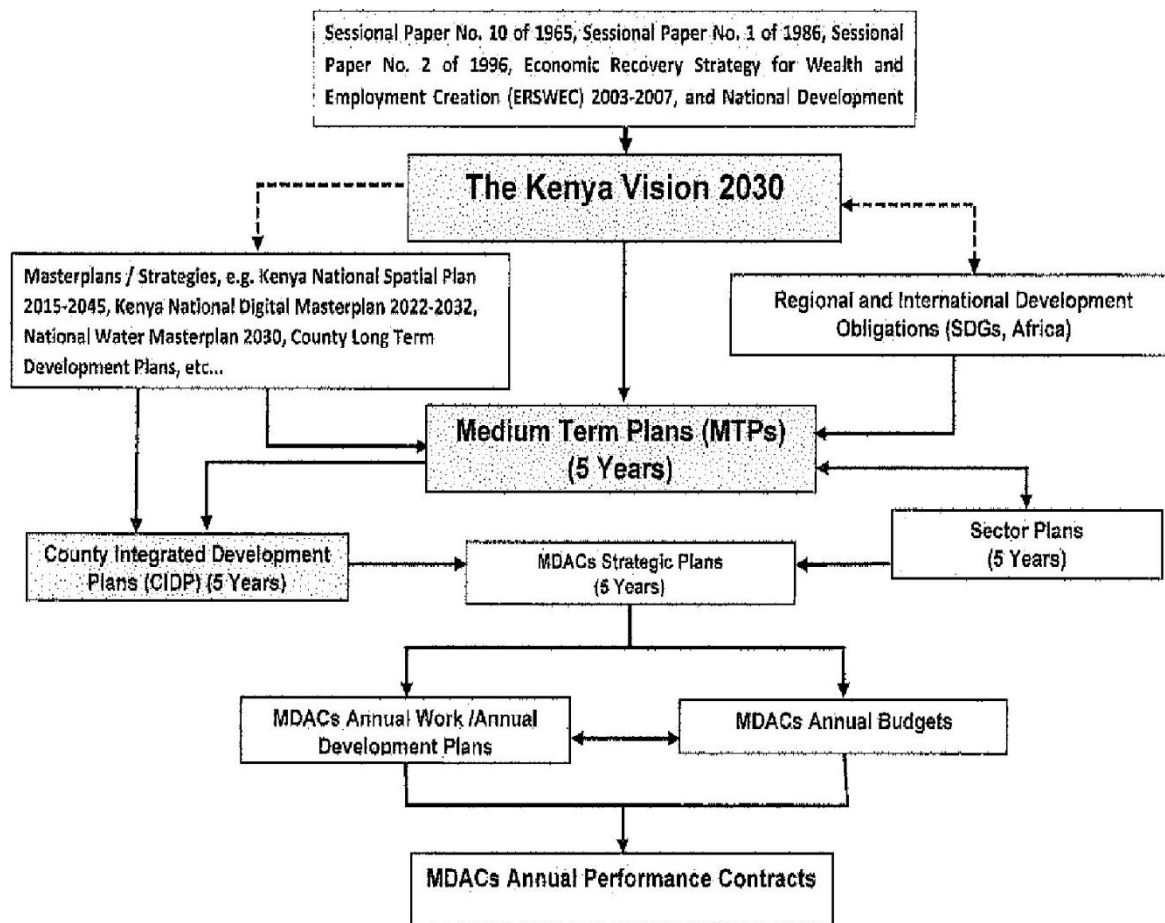 Sessional Paper No. 10 of 1965, Sessional Paper No. 1 of 1986, Sessional
Paper No. 2 of 1996, Economic Recovery Strategy for Wealth and
Employment Creation (ERSWEC) 2003-2007, and National Development
The Kenya Vision 2030
Masterplans / Strategies, e.g. Kenya National Spatial Plan
2015-2045, Kenya National Digital Masterplan 2022-2032,
National Water Masterplan 2030, County Long Term
Development Plans, etc...
Regional and International Development
Obligations (SDGs, Africa)
Medium Term Plans (MTPs)
(5 Years)
County Integrated Development
Plans (CIDP) (5 Years)
MDACs Strategic Plans
(5 Years)
Sector Plans
(5 Years)
MDACs Annual Work /Annual
Development Plans
MDACs Annual Budgets
MDACs Annual Performance Contracts